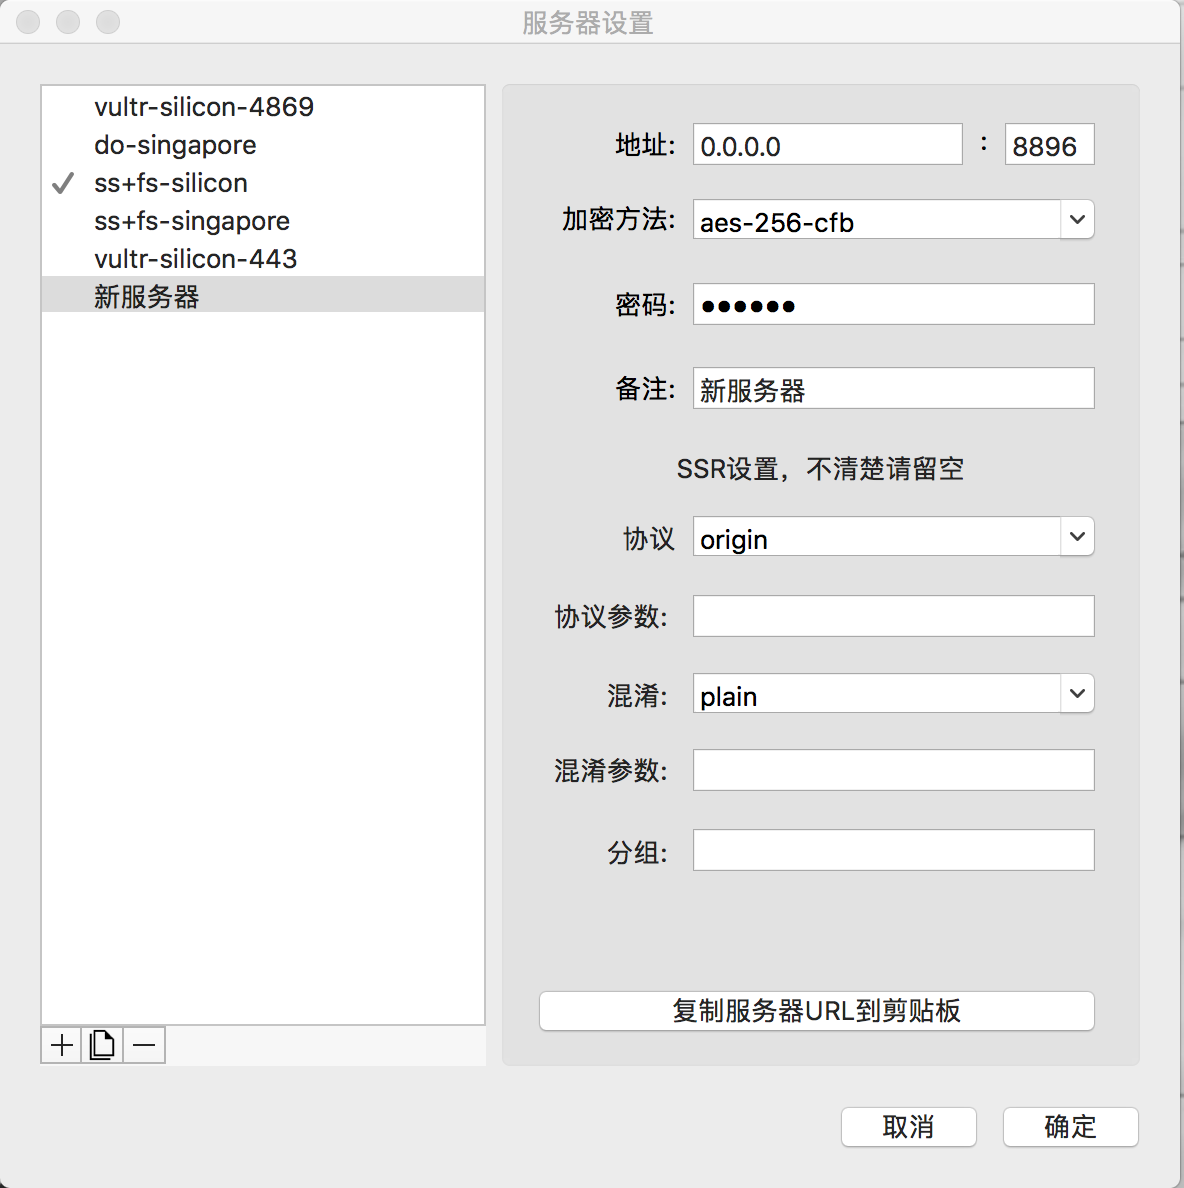 服务器设置
vultr-silicon-4869
do-singapore
ss+fs-silicon
ss+fs-singapore
vultr-silicon-443
新服务器
地址: 0.0.0.0 : 8896
加密方法: aes-256-cfb
密码: ●●●●●●
备注: 新服务器
SSR设置，不清楚请留空
协议 origin
协议参数:
混淆: plain
混淆参数:
分组:
复制服务器URL到剪贴板
取消 确定